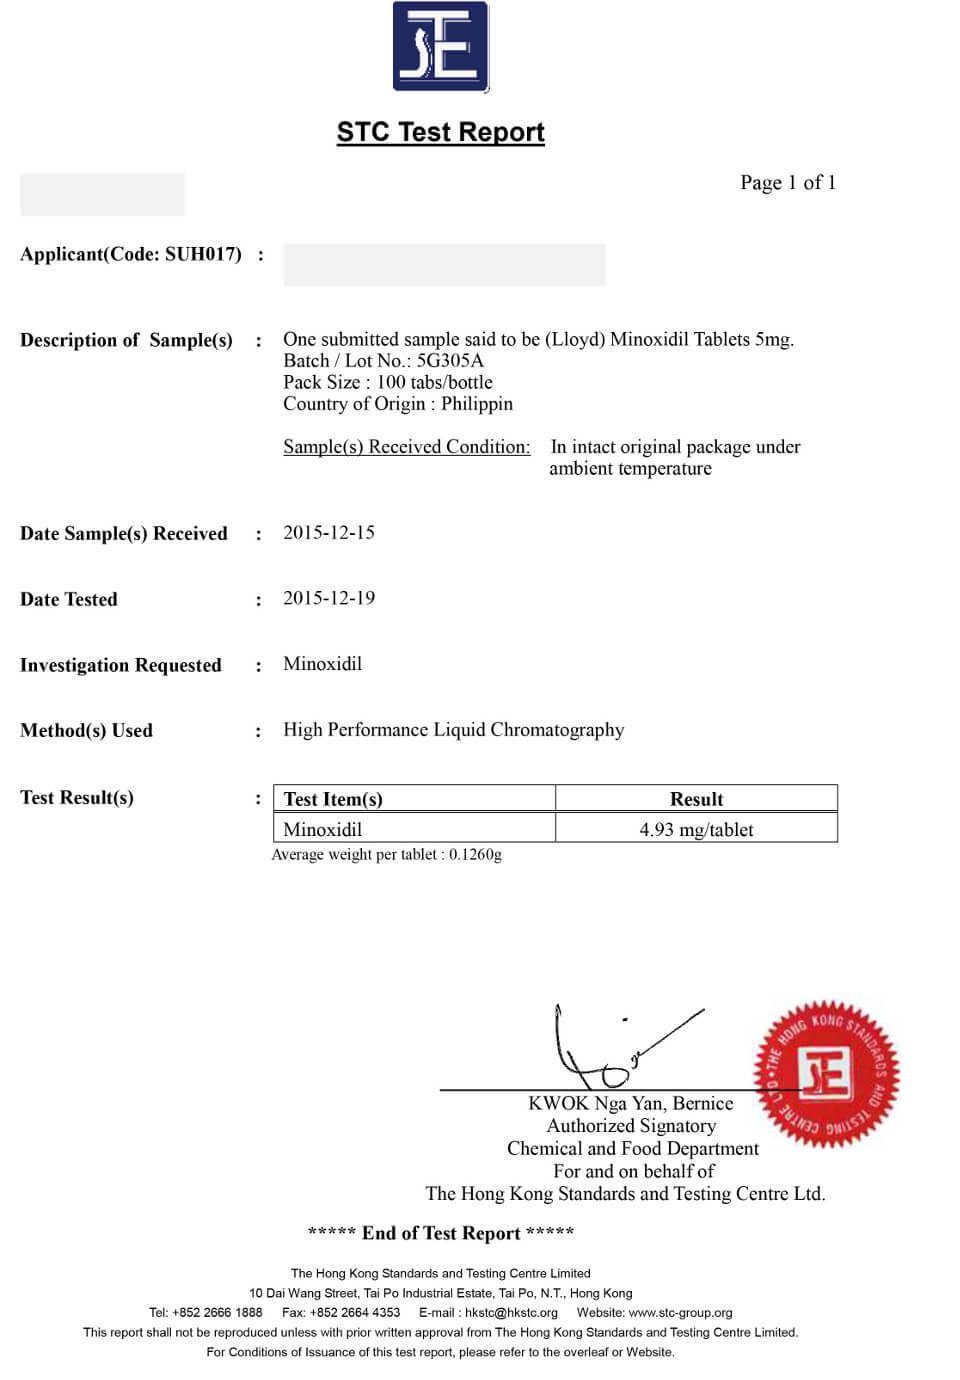 STE
STC Test Report
Page 1 of 1
Applicant(Code: SUH017) :
Description of Sample(s) : One submitted sample said to be (Lloyd) Minoxidil Tablets 5mg.
Batch / Lot No.: 5G305A
Pack Size : 100 tabs/bottle
Country of Origin : Philippin
Sample(s) Received Condition: In intact original package under
ambient temperature
Date Sample(s) Received : 2015-12-15
Date Tested : 2015-12-19
Investigation Requested : Minoxidil
Method(s) Used : High Performance Liquid Chromatography
Test Result(s) : Test Item(s) Result
Minoxidil 4.93 mg/tablet
Average weight per tablet : 0.1260g
THE HONG KONG STANDARDS AND TESTING CENTRE LTD
STE
KWOK Nga Yan, Bernice
Authorized Signatory
Chemical and Food Department
For and on behalf of
The Hong Kong Standards and Testing Centre Ltd.
***** End of Test Report *****
The Hong Kong Standards and Testing Centre Limited
10 Dai Wang Street, Tai Po Industrial Estate, Tai Po, N.T., Hong Kong
Tel: +852 2666 1888 Fax: +852 2664 4353 E-mail : hkstc@hkstc.org Website: www.stc-group.org
This report shall not be reproduced unless with prior written approval from The Hong Kong Standards and Testing Centre Limited.
For Conditions of Issuance of this test report, please refer to the overleaf or Website.